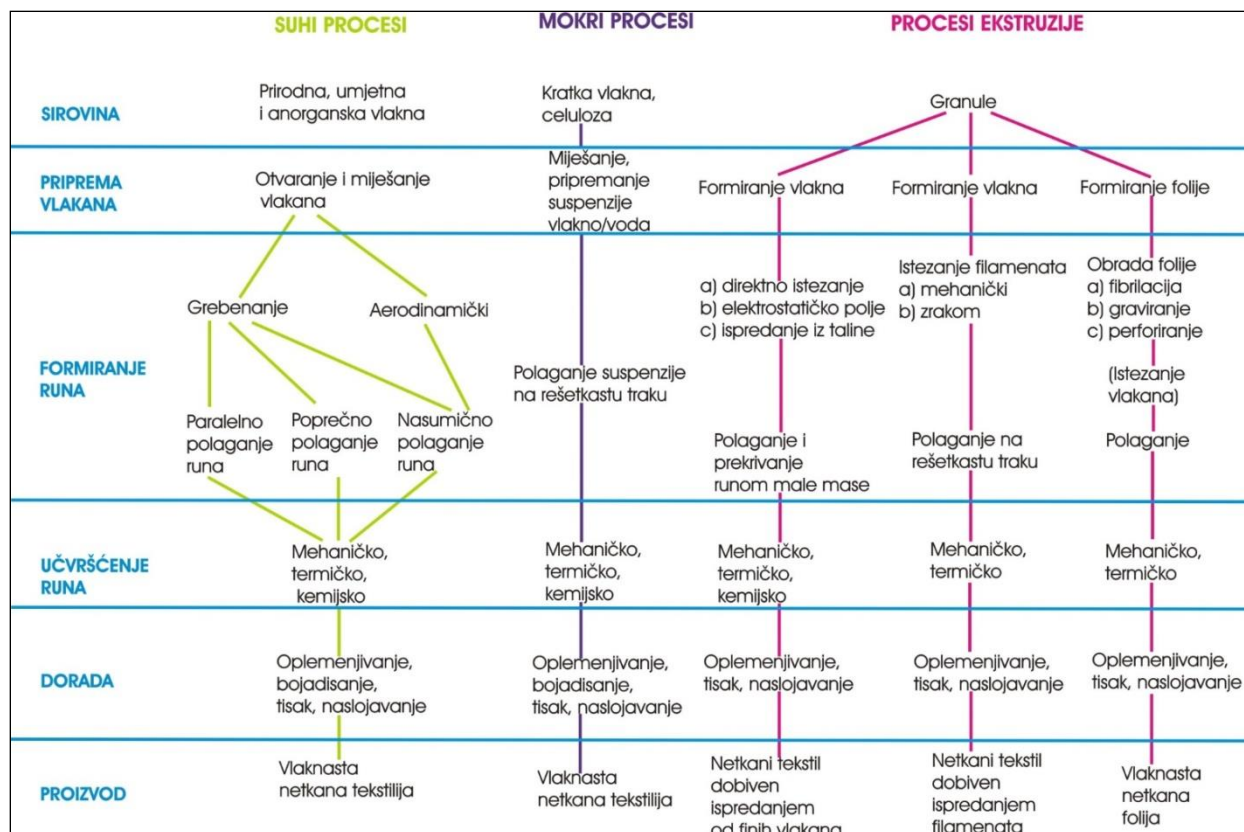 SUHI PROCESI
MOKRI PROCESI
PROCESI EKSTRUZIJE
SIROVINA
Prirodna, umjetna
i anorganska vlakna
Kratka vlakna,
celuloza
Granule
PRIPREMA
VLAKANA
Otvaranje i miješanje
vlakana
Miješanje,
pripremanje
suspenzije
vlakno/voda
Formiranje vlakna
Formiranje vlakna
Formiranje folije
FORMIRANJE
RUNA
Grebenanje
Aerodinamički
Paralelno
polaganje
runa
Poprečno
polaganje
runa
Nasumično
polaganje
runa
Polaganje suspenzije
na rešetkastu traku
a) direktno istezanje
b) elektrostatičko polje
c) ispredanje iz taline
Polaganje i
prekrivanje
runom male mase
Istezanje filamenata
a) mehanički
b) zrakom
Polaganje na
rešetkastu traku
Obrada folije
a) fibrilacija
b) graviranje
c) perforiranje
(Istezanje
vlakana)
Polaganje
UČVRŠĆENJE
RUNA
Mehaničko,
termičko,
kemijsko
Mehaničko,
termičko,
kemijsko
Mehaničko,
termičko,
kemijsko
Mehaničko,
termičko
Mehaničko,
termičko
DORADA
Oplemenjivanje,
bojadisanje,
tisak, naslojavanje
Oplemenjivanje,
bojadisanje,
tisak, naslojavanje
Oplemenjivanje,
tisak, naslojavanje
Oplemenjivanje,
tisak, naslojavanje
Oplemenjivanje,
tisak, naslojavanje
PROIZVOD
Vlaknasta
netkana tekstilija
Vlaknasta
netkana tekstilija
Netkani tekstil
dobiven
ispredanjem
od finih vlakana
Netkani tekstil
dobiven
ispredanjem
filamenata
Vlaknasta
netkana
folija